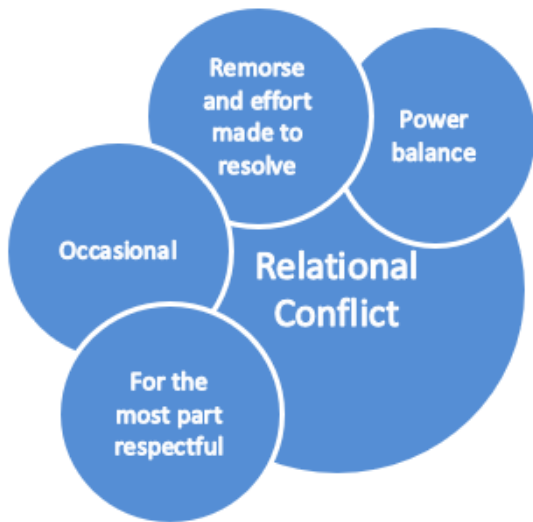 Remorse
and effort
made to
resolve
Power
balance
Occasional
Relational
Conflict
For the
most part
respectful